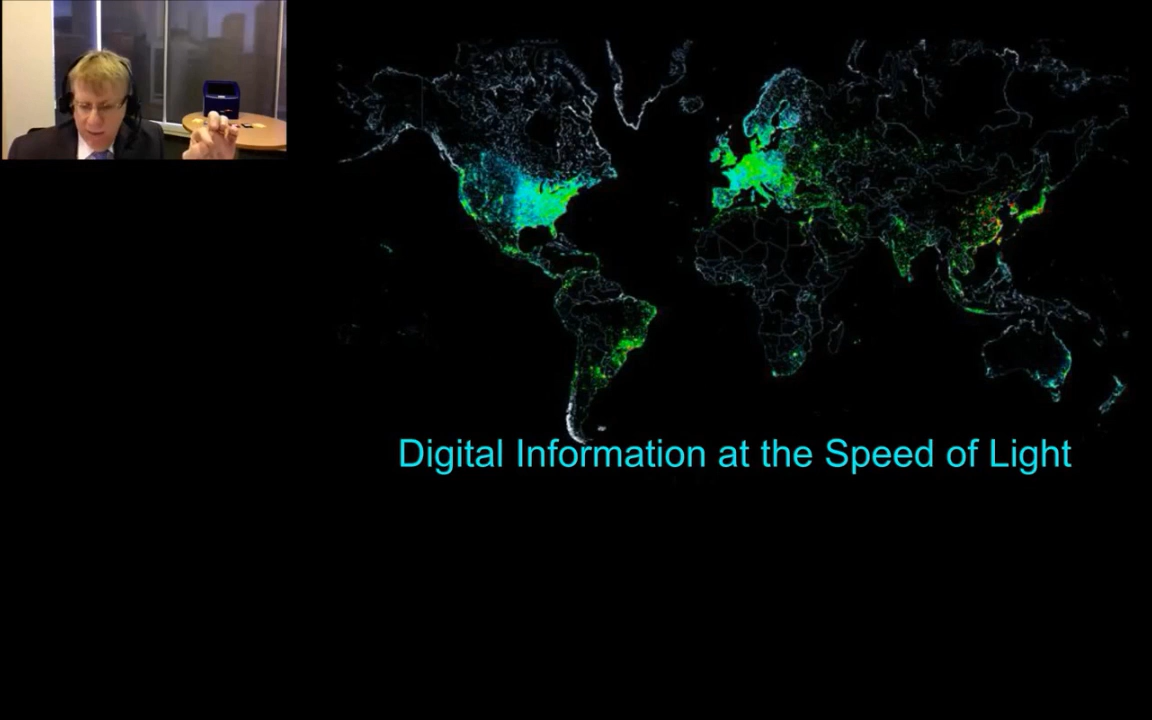 Digital Information at the Speed of Light